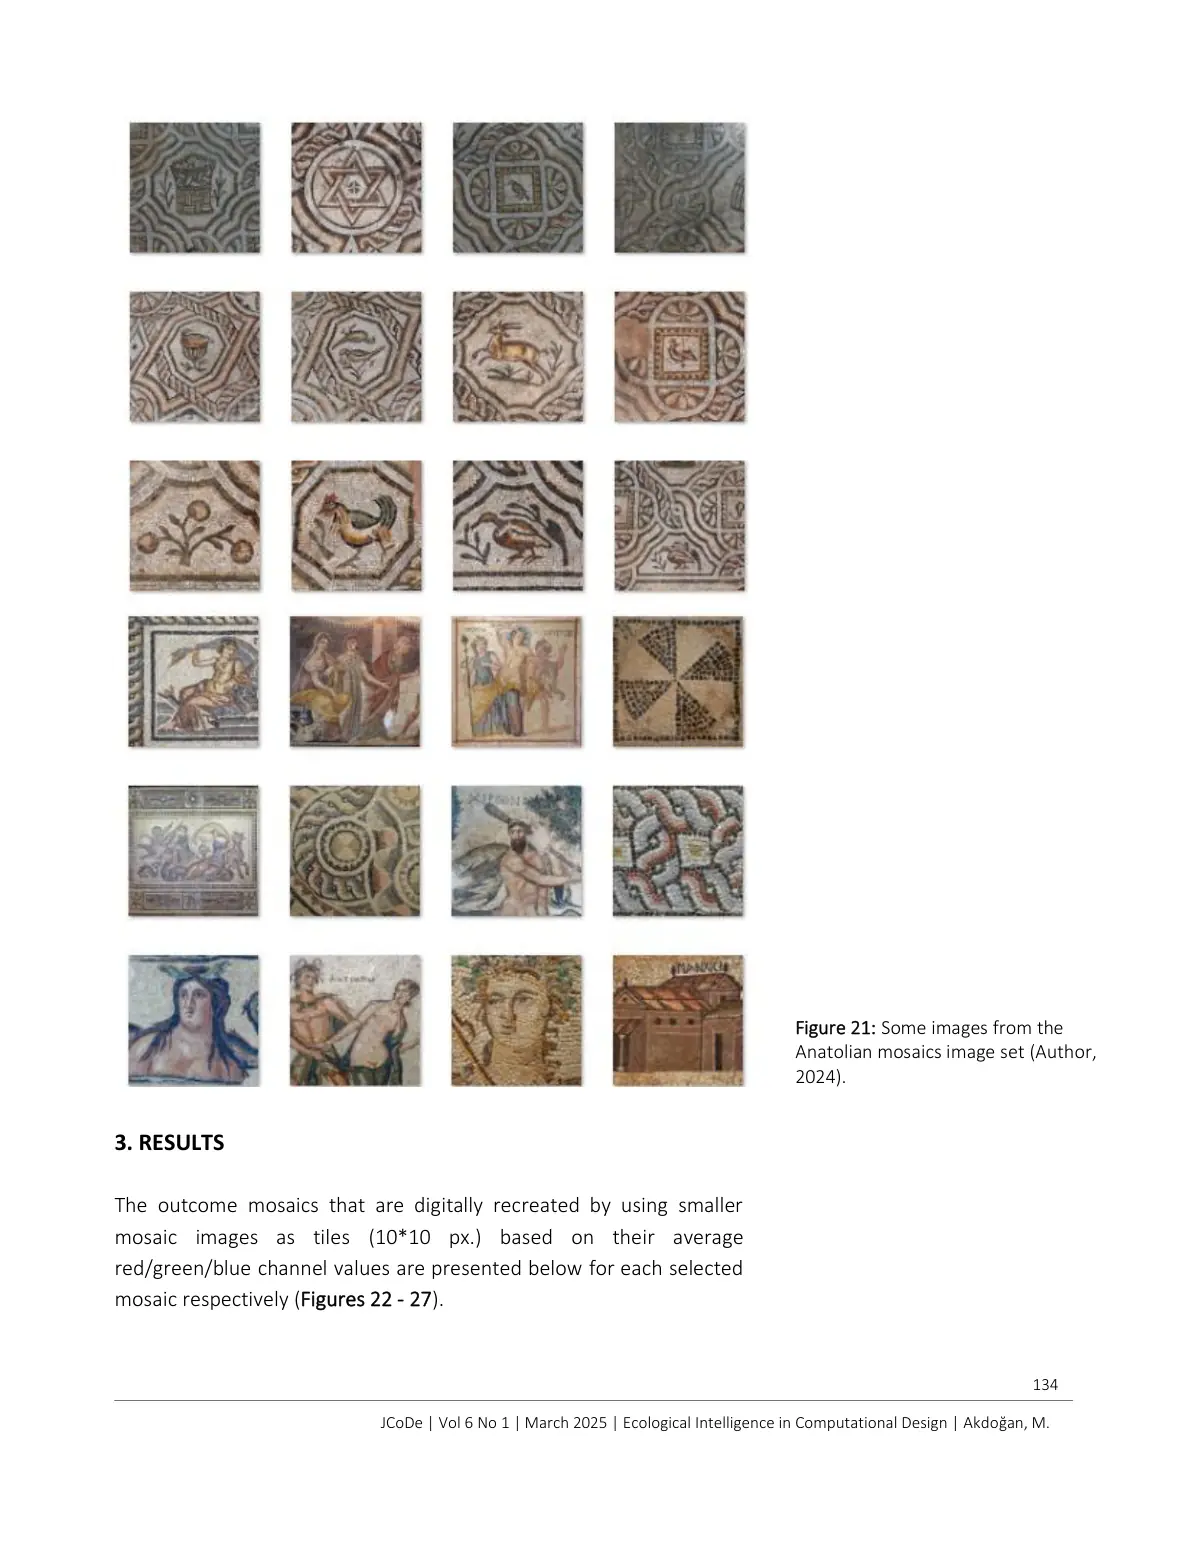 Figure 21: Some images from the
Anatolian mosaics image set (Author,
2024).
3. RESULTS
The outcome mosaics that are digitally recreated by using smaller
mosaic images as tiles (10*10 px.) based on their average
red/green/blue channel values are presented below for each selected
mosaic respectively (Figures 22 - 27).
134
JCoDe | Vol 6 No 1 | March 2025 | Ecological Intelligence in Computational Design | Akdoğan, M.